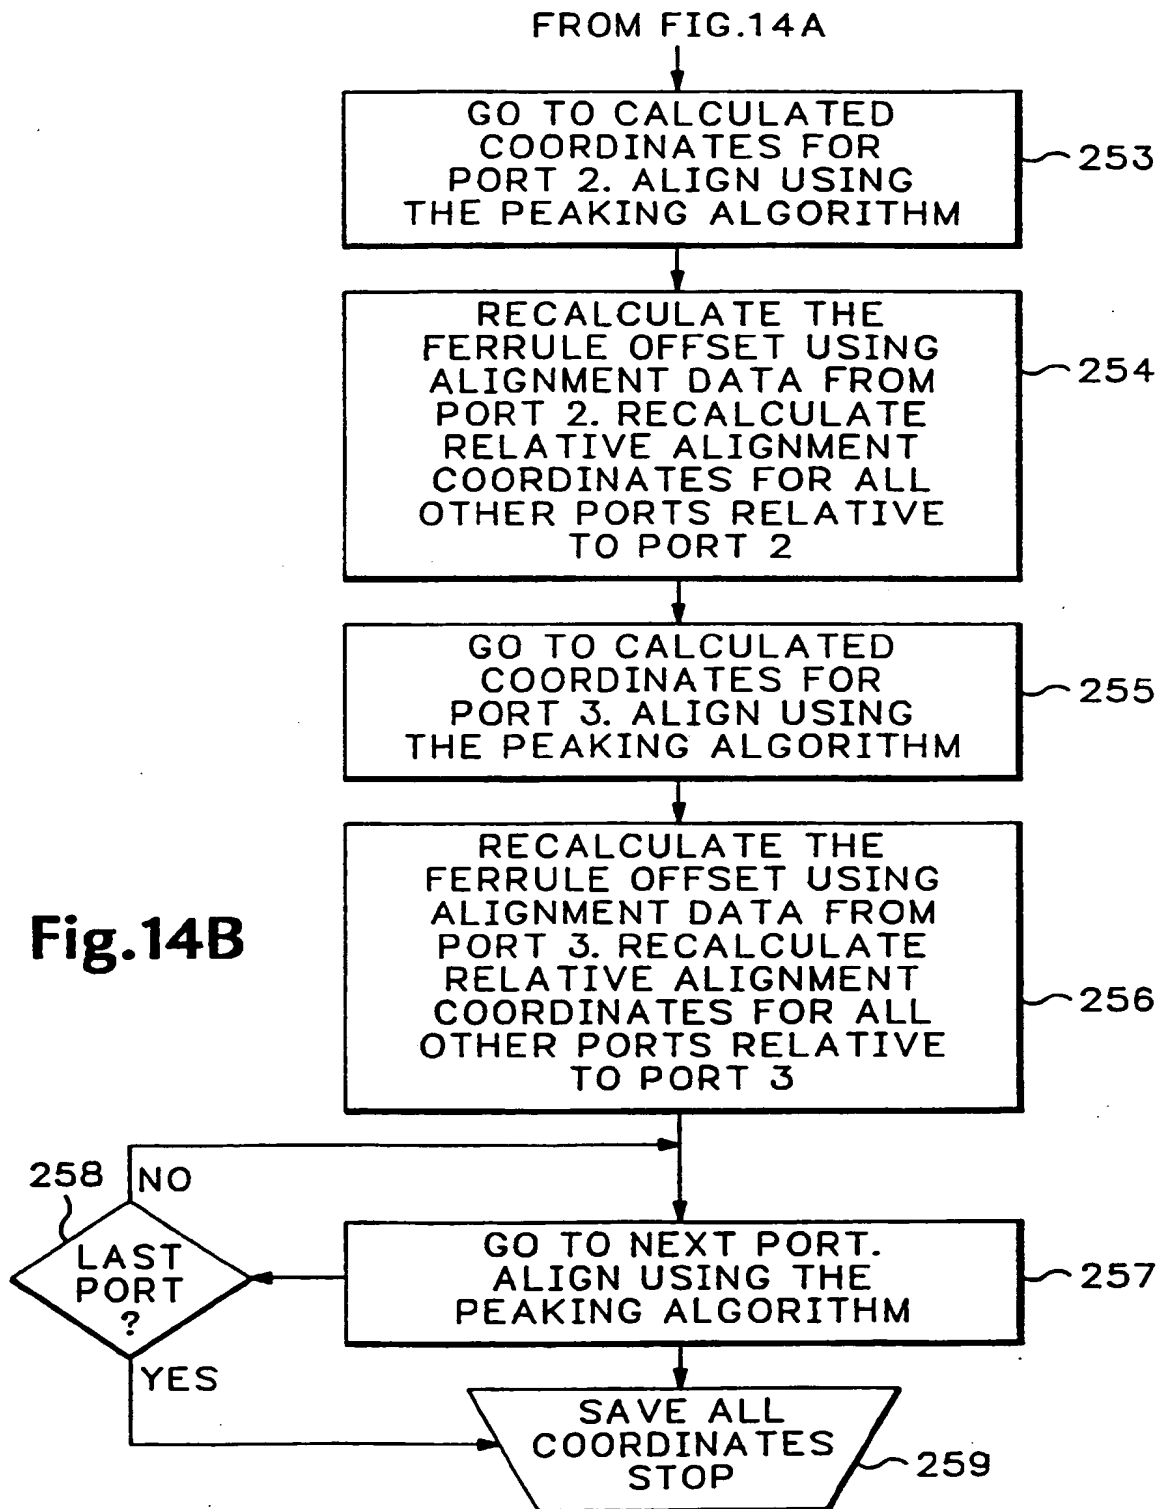 FROM FIG.14A
GO TO CALCULATED
COORDINATES FOR
PORT 2. ALIGN USING
THE PEAKING ALGORITHM
253
RECALCULATE THE
FERRULE OFFSET USING
ALIGNMENT DATA FROM
PORT 2. RECALCULATE
RELATIVE ALIGNMENT
COORDINATES FOR ALL
OTHER PORTS RELATIVE
TO PORT 2
254
GO TO CALCULATED
COORDINATES FOR
PORT 3. ALIGN USING
THE PEAKING ALGORITHM
255
RECALCULATE THE
FERRULE OFFSET USING
ALIGNMENT DATA FROM
PORT 3. RECALCULATE
RELATIVE ALIGNMENT
COORDINATES FOR ALL
OTHER PORTS RELATIVE
TO PORT 3
256
Fig.14B
258
NO
LAST
PORT
?
YES
GO TO NEXT PORT.
ALIGN USING THE
PEAKING ALGORITHM
257
SAVE ALL
COORDINATES
STOP
259